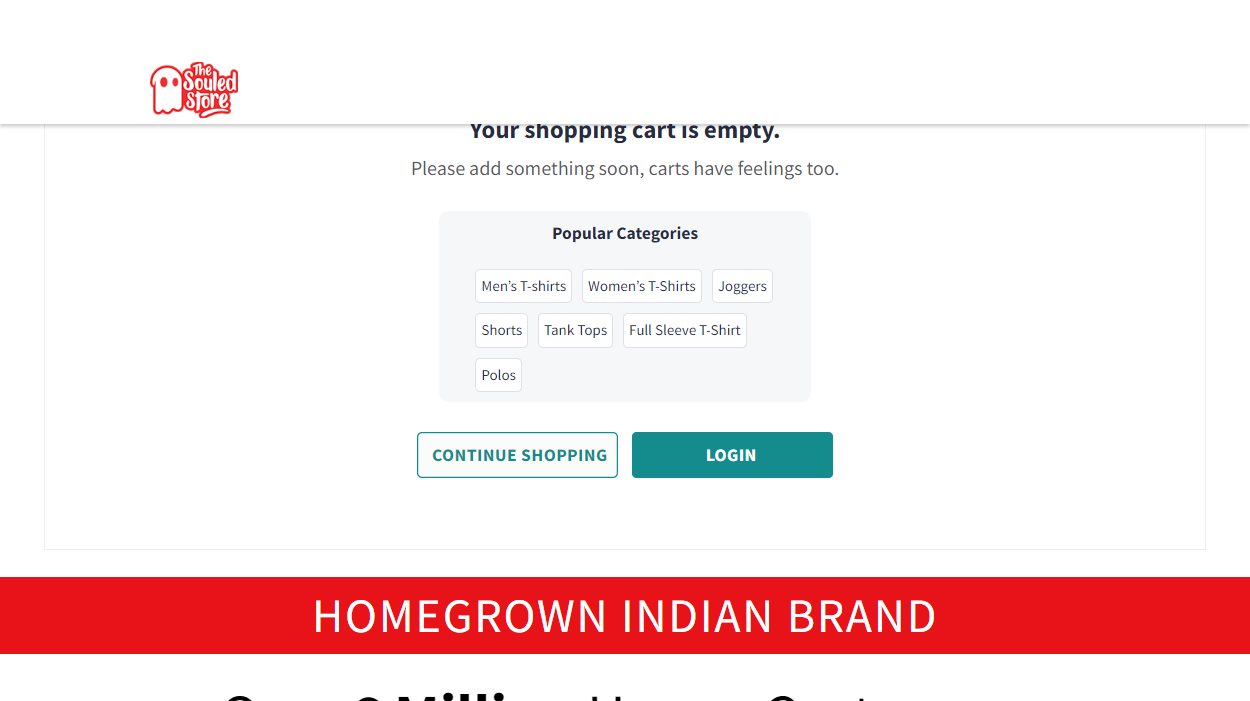 The
Souled
Store
Your shopping cart is empty.
Please add something soon, carts have feelings too.
Popular Categories
Men's T-shirts Women's T-Shirts Joggers
Shorts Tank Tops Full Sleeve T-Shirt
Polos
CONTINUE SHOPPING LOGIN
HOMEGROWN INDIAN BRAND